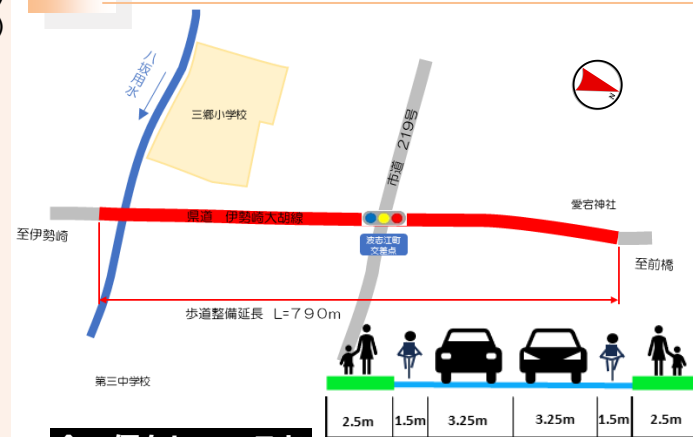 八坂用水
三郷小学校
市道 219号
N
愛宕神社
県道 伊勢崎大胡線
至伊勢崎
波志江町
交差点
至前橋
歩道整備延長 L=790m
第三中学校
2.5m 1.5m 3.25m 3.25m 1.5m 2.5m